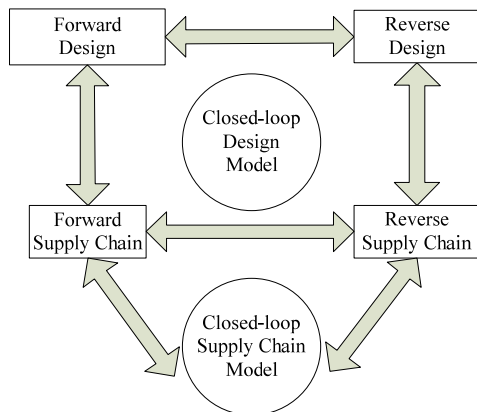 Forward
Design
Reverse
Design
Closed-loop
Design
Model
Forward
Supply Chain
Reverse
Supply Chain
Closed-loop
Supply Chain
Model